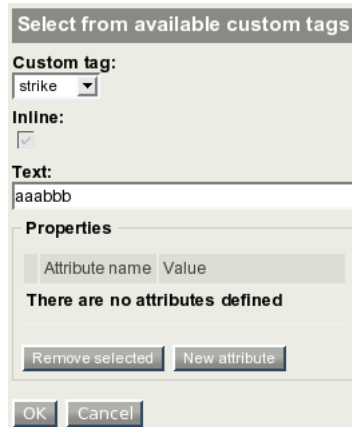 Select from available custom tags
Custom tag:
strike
Inline:
Text:
aaabbb
Properties
Attribute name Value
There are no attributes defined
Remove selected New attribute
OK Cancel